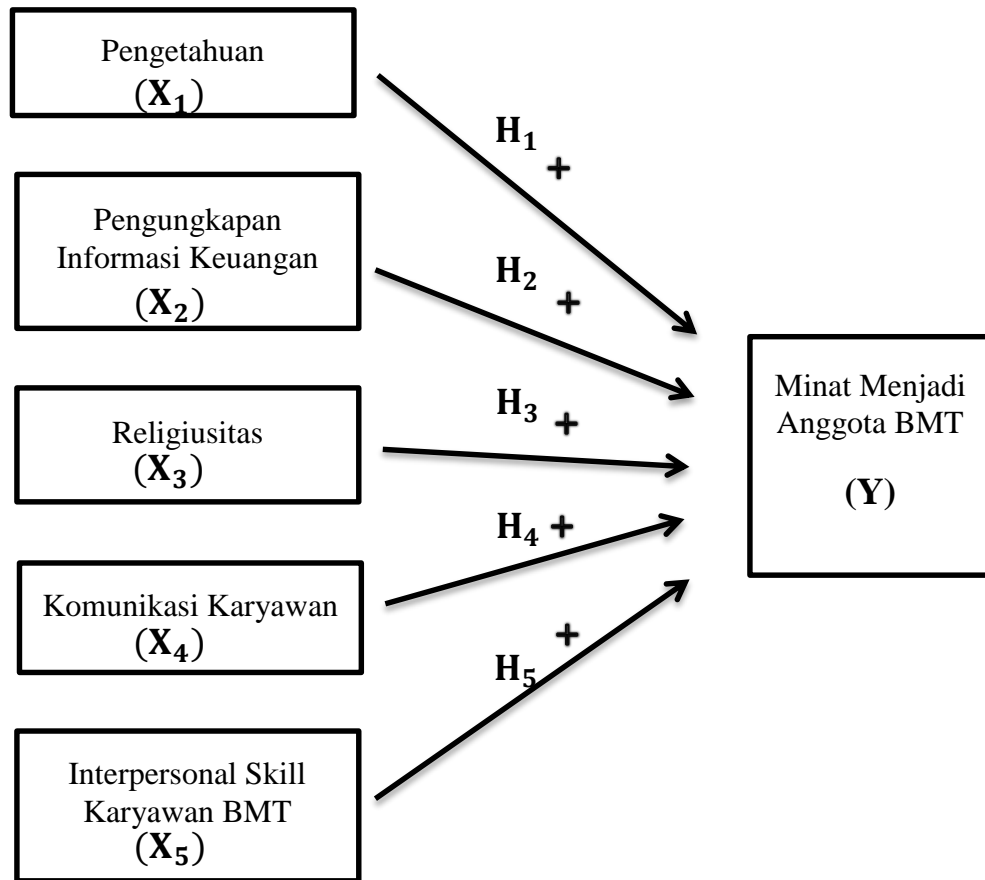 Pengetahuan
(X₁)
H₁
+
Pengungkapan
Informasi Keuangan
(X₂)
H₂
+
Religiusitas
(X₃)
H₃
+
Komunikasi Karyawan
(X₄)
H₄ +
Interpersonal Skill
Karyawan BMT
(X₅)
H₅
+
Minat Menjadi
Anggota BMT
(Y)